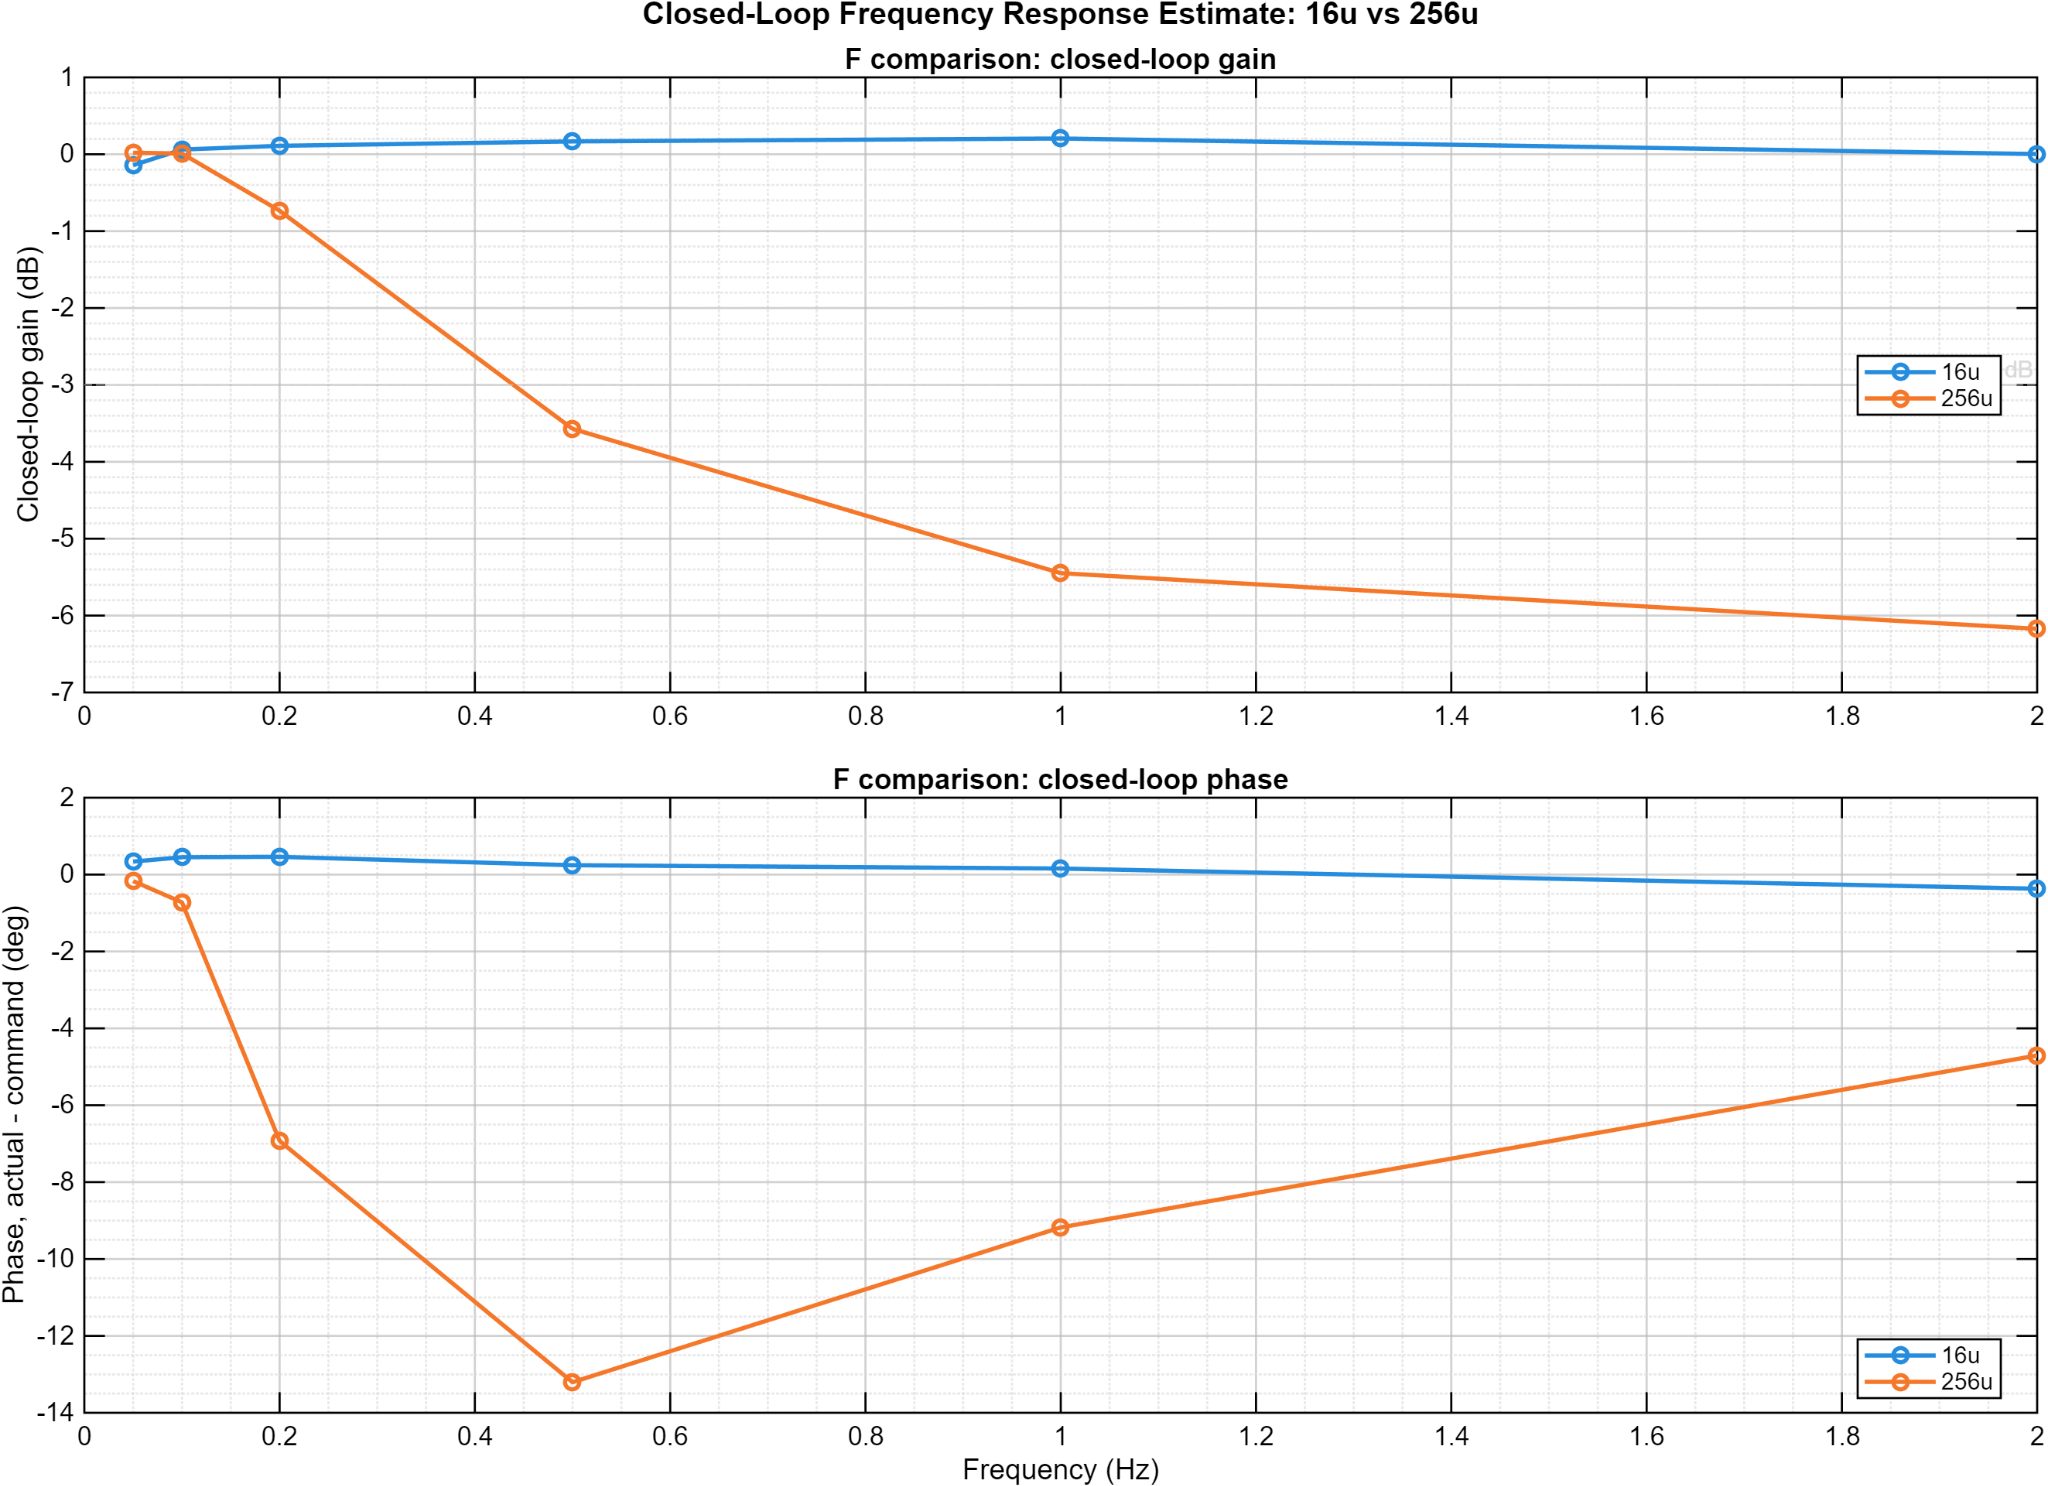 Closed-Loop Frequency Response Estimate: 16u vs 256u
F comparison: closed-loop gain
Closed-loop gain (dB)
1
0
-1
-2
-3
-4
-5
-6
-7
0 0.2 0.4 0.6 0.8 1 1.2 1.4 1.6 1.8 2
dB
16u
256u
F comparison: closed-loop phase
Phase, actual - command (deg)
2
0
-2
-4
-6
-8
-10
-12
-14
0 0.2 0.4 0.6 0.8 1 1.2 1.4 1.6 1.8 2
16u
256u
Frequency (Hz)